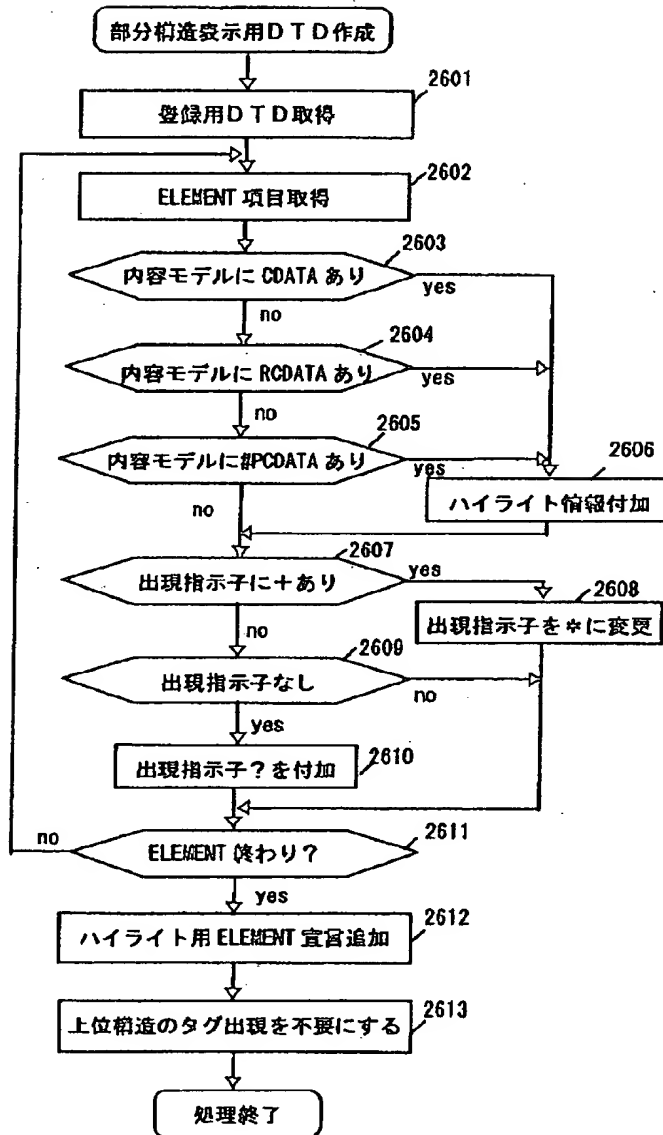 部分構造表示用DTD作成
2601
登録用DTD取得
2602
ELEMENT 項目取得
2603
内容モデルに CDATA あり
yes
no
2604
内容モデルに RCDATA あり
yes
no
2605
内容モデルに#PCDATA あり
yes
no
2606
ハイライト情報付加
2607
出現指示子に+あり
yes
no
2608
出現指示子を*に変更
2609
出現指示子なし
no
yes
出現指示子?を付加
2610
no
ELEMENT 終わり?
2611
yes
ハイライト用 ELEMENT 宣言追加
2612
上位構造のタグ出現を不要にする
2613
処理終了